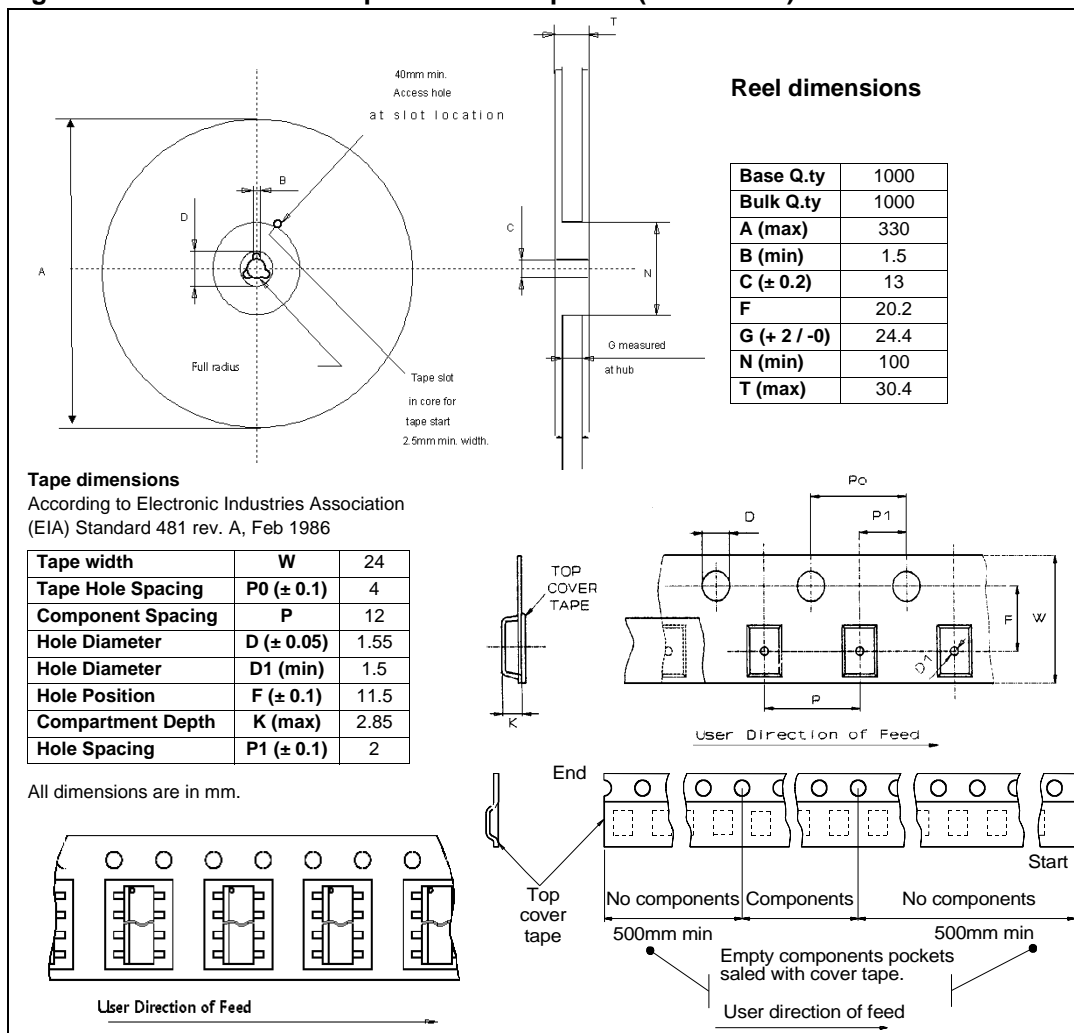 T
40mm min.
Access hole
at slot location
B
D
A
C
N
Full radius
Tape slot
in core for
tape start
2.5mm min. width.
G measured
at hub
Reel dimensions
Base Q.ty 1000
Bulk Q.ty 1000
A (max) 330
B (min) 1.5
C (± 0.2) 13
F 20.2
G (+ 2 / -0) 24.4
N (min) 100
T (max) 30.4
Tape dimensions
According to Electronic Industries Association
(EIA) Standard 481 rev. A, Feb 1986
Tape width W 24
Tape Hole Spacing P0 (± 0.1) 4
Component Spacing P 12
Hole Diameter D (± 0.05) 1.55
Hole Diameter D1 (min) 1.5
Hole Position F (± 0.1) 11.5
Compartment Depth K (max) 2.85
Hole Spacing P1 (± 0.1) 2
All dimensions are in mm.
Po
D
P1
TOP
COVER
TAPE
F
W
D1
P
K
User Direction of Feed
End
Start
Top
cover
tape
No components
Components
No components
500mm min
500mm min
Empty components pockets
saled with cover tape.
User direction of feed
User Direction of Feed